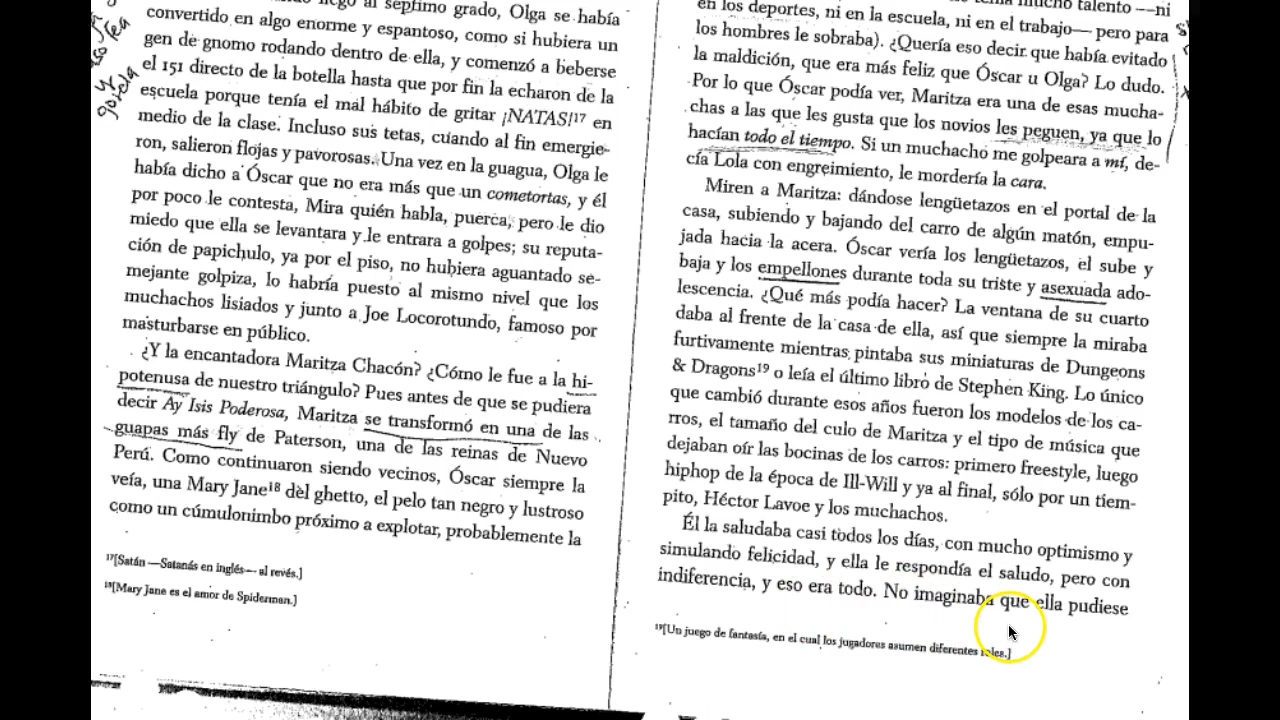 llegó al séptimo grado, Olga se había
convertido en algo enorme y espantoso, como si hubiera un
gen de gnomo rodando dentro de ella, y comenzó a beberse
el 151 directo de la botella hasta que por fin la echaron de la
escuela porque tenía el mal hábito de gritar ¡NATAS!17 en
medio de la clase. Incluso sus tetas, cuando al fin emergie-
ron, salieron flojas y pavorosas. Una vez en la guagua, Olga le
había dicho a Óscar que no era más que un cometortas, y él
por poco le contesta, Mira quién habla, puerca, pero le dio
miedo que ella se levantara y le entrara a golpes; su reputa-
ción de papichulo, ya por el piso, no hubiera aguantado se-
mejante golpiza, lo habría puesto al mismo nivel que los
muchachos lisiados y junto a Joe Locorotundo, famoso por
masturbarse en público.
¿Y la encantadora Maritza Chacón? ¿Cómo le fue a la hi-
potenusa de nuestro triángulo? Pues antes de que se pudiera
decir Ay Isis Poderosa, Maritza se transformó en una de las
guapas más fly de Paterson, una de las reinas de Nuevo
Perú. Como continuaron siendo vecinos, Óscar siempre la
veía, una Mary Jane18 del ghetto, el pelo tan negro y lustroso
como un cúmulonimbo próximo a explotar, probablemente la
17[Satán —Satanás en inglés— al revés.]
18[Mary Jane es el amor de Spiderman.]
mucho talento —ni
en los deportes, ni en la escuela, ni en el trabajo— pero para
los hombres le sobraba). ¿Quería eso decir que había evitado
la maldición, que era más feliz que Óscar u Olga? Lo dudo.
Por lo que Óscar podía ver, Maritza era una de esas mucha-
chas a las que les gusta que los novios les peguen, ya que lo
hacían todo el tiempo. Si un muchacho me golpeara a mí, de-
cía Lola con engreimiento, le mordería la cara.
Miren a Maritza: dándose lengüetazos en el portal de la
casa, subiendo y bajando del carro de algún matón, empu-
jada hacia la acera. Óscar vería los lengüetazos, el sube y
baja y los empellones durante toda su triste y asexuada ado-
lescencia. ¿Qué más podía hacer? La ventana de su cuarto
daba al frente de la casa de ella, así que siempre la miraba
furtivamente mientras pintaba sus miniaturas de Dungeons
& Dragons19 o leía el último libro de Stephen King. Lo único
que cambió durante esos años fueron los modelos de los ca-
rros, el tamaño del culo de Maritza y el tipo de música que
dejaban oír las bocinas de los carros: primero freestyle, luego
hiphop de la época de Ill-Will y ya al final, sólo por un tiem-
pito, Héctor Lavoe y los muchachos.
Él la saludaba casi todos los días, con mucho optimismo y
simulando felicidad, y ella le respondía el saludo, pero con
indiferencia, y eso era todo. No imaginaba que ella pudiese
19[Un juego de fantasía, en el cual los jugadores asumen diferentes roles.]